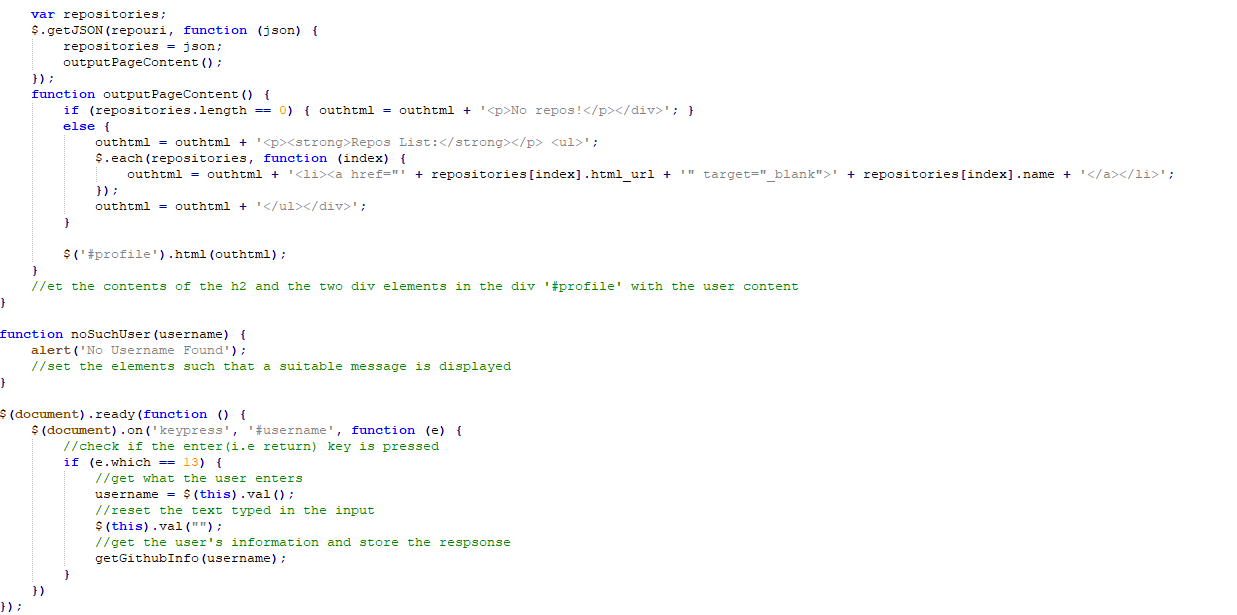 var repositories;
$.getJSON(repouri, function (json) {
repositories = json;
outputPageContent();
});
function outputPageContent() {
if (repositories.length == 0) { outhtml = outhtml + '<p>No repos!</p></div>'; }
else {
outhtml = outhtml + '<p><strong>Repos List:</strong></p> <ul>';
$.each(repositories, function (index) {
outhtml = outhtml + '<li><a href="' + repositories[index].html_url + '" target="_blank">' + repositories[index].name + '</a></li>';
});
outhtml = outhtml + '</ul></div>';
}
$('#profile').html(outhtml);
}
//et the contents of the h2 and the two div elements in the div '#profile' with the user content
}
function noSuchUser(username) {
alert('No Username Found');
//set the elements such that a suitable message is displayed
}
$(document).ready(function () {
$(document).on('keypress', '#username', function (e) {
//check if the enter(i.e return) key is pressed
if (e.which == 13) {
//get what the user enters
username = $(this).val();
//reset the text typed in the input
$(this).val("");
//get the user's information and store the respsonse
getGithubInfo(username);
}
})
});